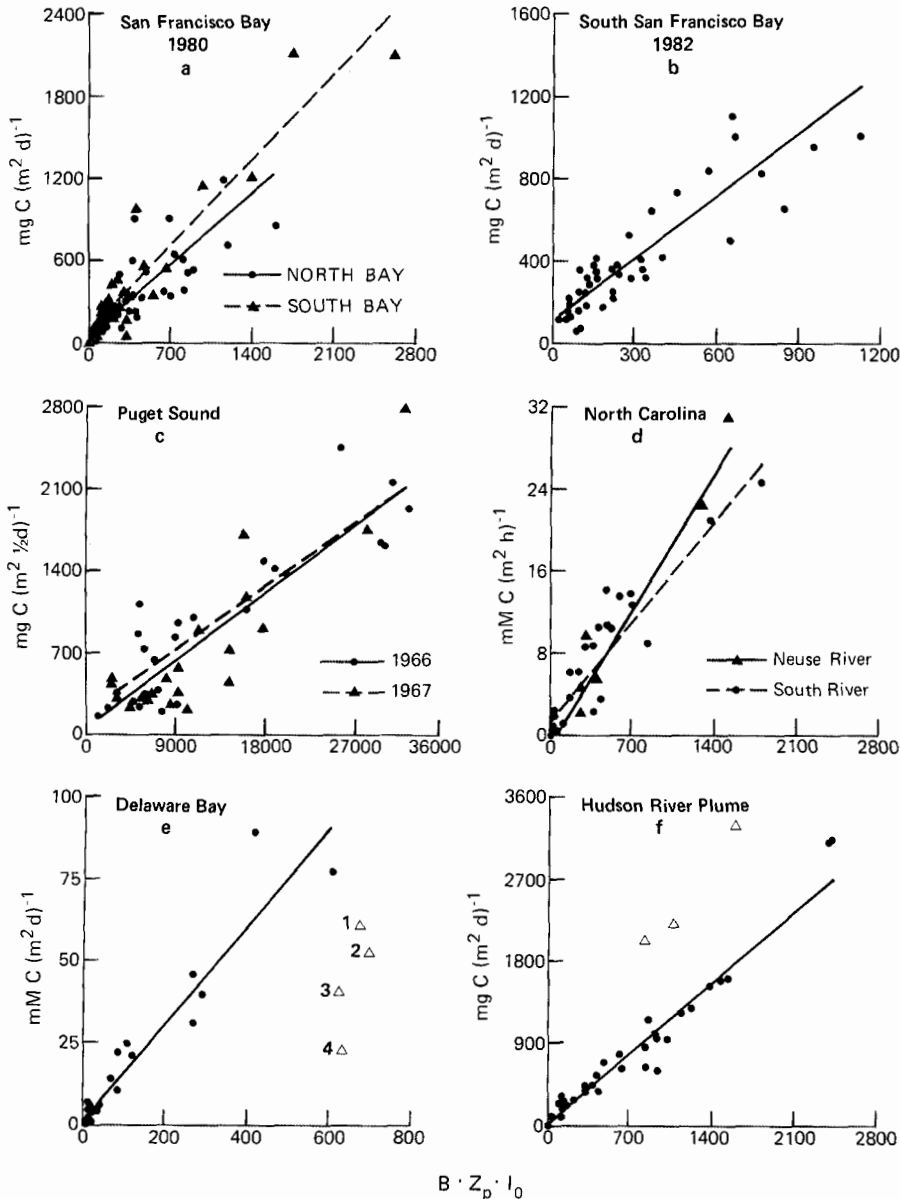 San Francisco Bay
1980
a
2400
1800
1200
600
0
mg C (m² d)⁻¹
NORTH BAY
SOUTH BAY
0 700 1400 2100 2800
South San Francisco Bay
1982
b
1600
1200
800
400
0
mg C (m² d)⁻¹
0 300 600 900 1200
Puget Sound
c
2800
2100
1400
700
0
mg C (m² ½d)⁻¹
1966
1967
0 9000 18000 27000 36000
North Carolina
d
32
24
16
8
0
mM C (m² h)⁻¹
Neuse River
South River
0 700 1400 2100 2800
Delaware Bay
e
100
75
50
25
0
mM C (m² d)⁻¹
1
2
3
4
0 200 400 600 800
Hudson River Plume
f
3600
2700
1800
900
0
mg C (m² d)⁻¹
0 700 1400 2100 2800
B · Zₚ · I₀